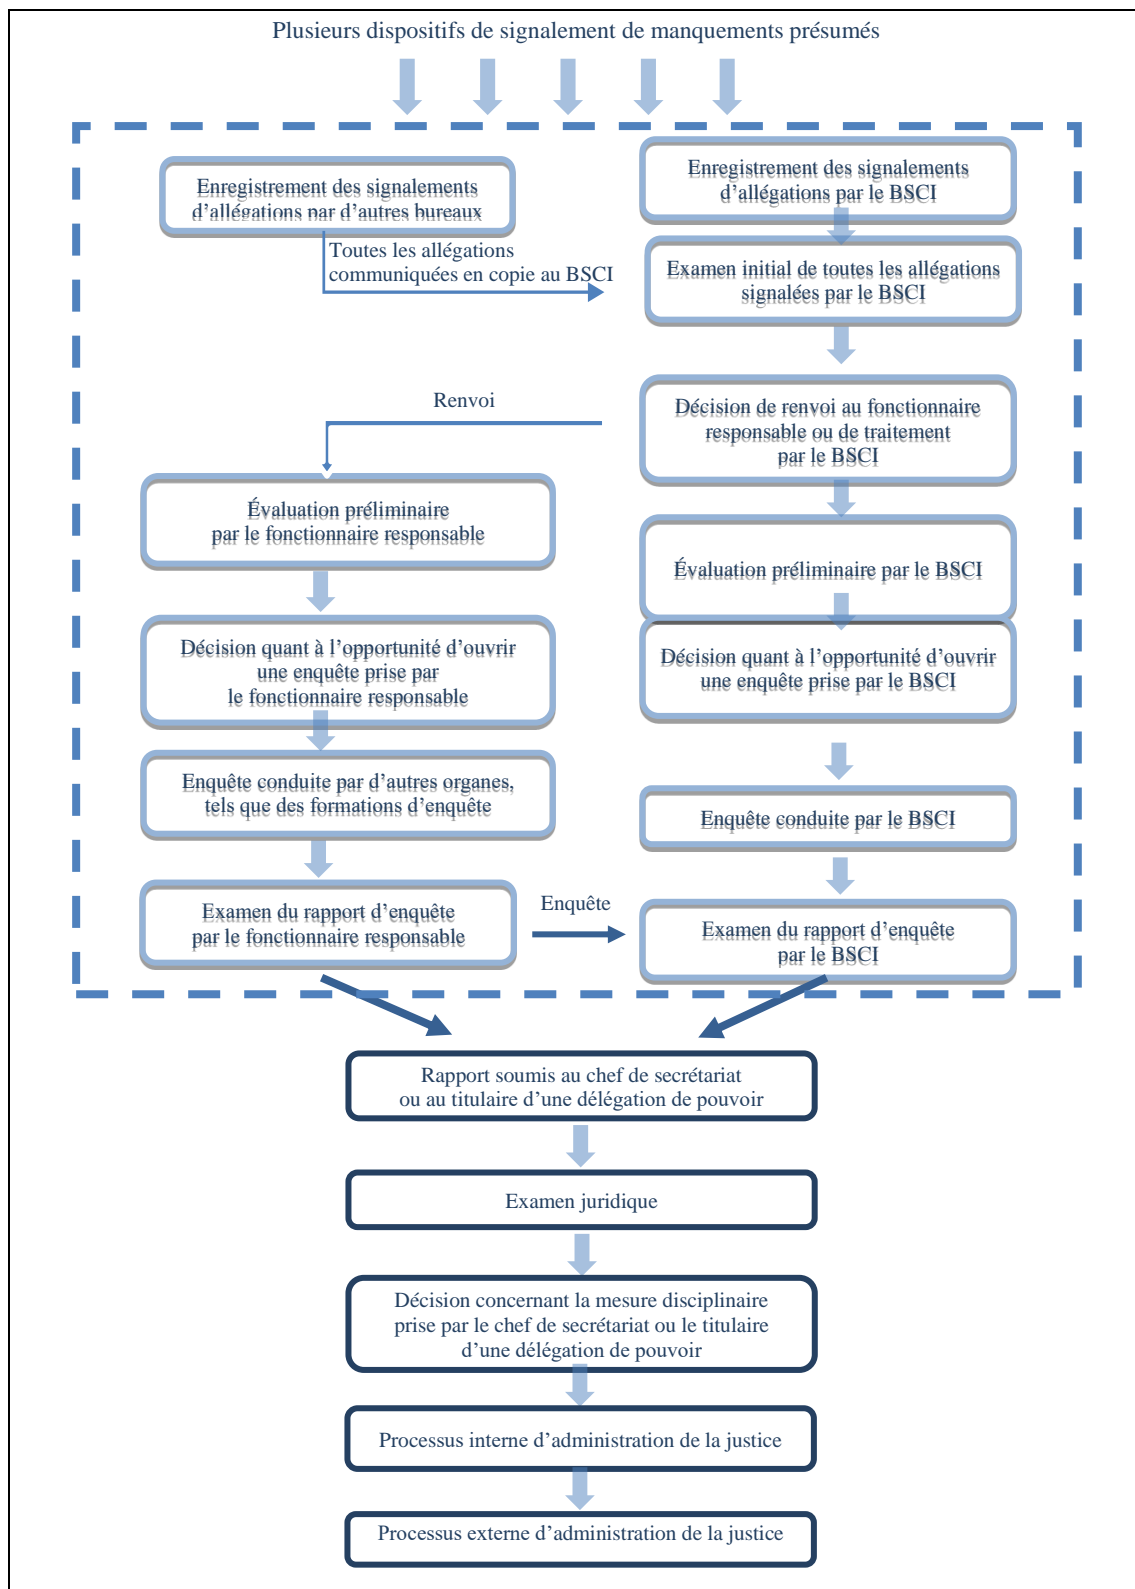 Plusieurs dispositifs de signalement de manquements présumés
Enregistrement des signalements
d’allégations par d’autres bureaux
Enregistrement des signalements
d’allégations par le BSCI
Toutes les allégations
communiquées en copie au BSCI
Examen initial de toutes les allégations
signalées par le BSCI
Renvoi
Décision de renvoi au fonctionnaire
responsable ou de traitement
par le BSCI
Évaluation préliminaire
par le fonctionnaire responsable
Évaluation préliminaire par le BSCI
Décision quant à l’opportunité d’ouvrir
une enquête prise par
le fonctionnaire responsable
Décision quant à l’opportunité d’ouvrir
une enquête prise par le BSCI
Enquête conduite par d’autres organes,
tels que des formations d’enquête
Enquête conduite par le BSCI
Examen du rapport d’enquête
par le fonctionnaire responsable
Enquête
Examen du rapport d’enquête
par le BSCI
Rapport soumis au chef de secrétariat
ou au titulaire d’une délégation de pouvoir
Examen juridique
Décision concernant la mesure disciplinaire
prise par le chef de secrétariat ou le titulaire
d’une délégation de pouvoir
Processus interne d’administration de la justice
Processus externe d’administration de la justice